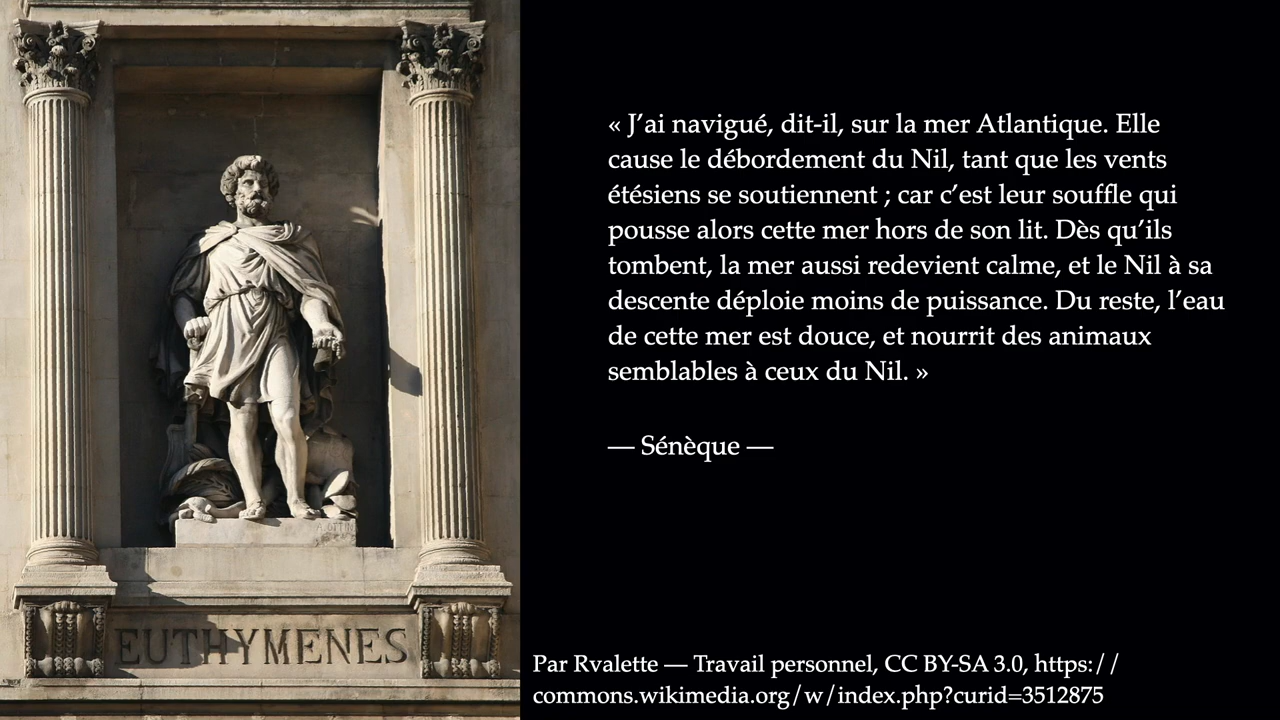 A. OTTIN
EUTHYMENES
« J’ai navigué, dit-il, sur la mer Atlantique. Elle
cause le débordement du Nil, tant que les vents
étésiens se soutiennent ; car c’est leur souffle qui
pousse alors cette mer hors de son lit. Dès qu’ils
tombent, la mer aussi redevient calme, et le Nil à sa
descente déploie moins de puissance. Du reste, l’eau
de cette mer est douce, et nourrit des animaux
semblables à ceux du Nil. »
— Sénèque —
Par Rvalette — Travail personnel, CC BY-SA 3.0, https://
commons.wikimedia.org/w/index.php?curid=3512875